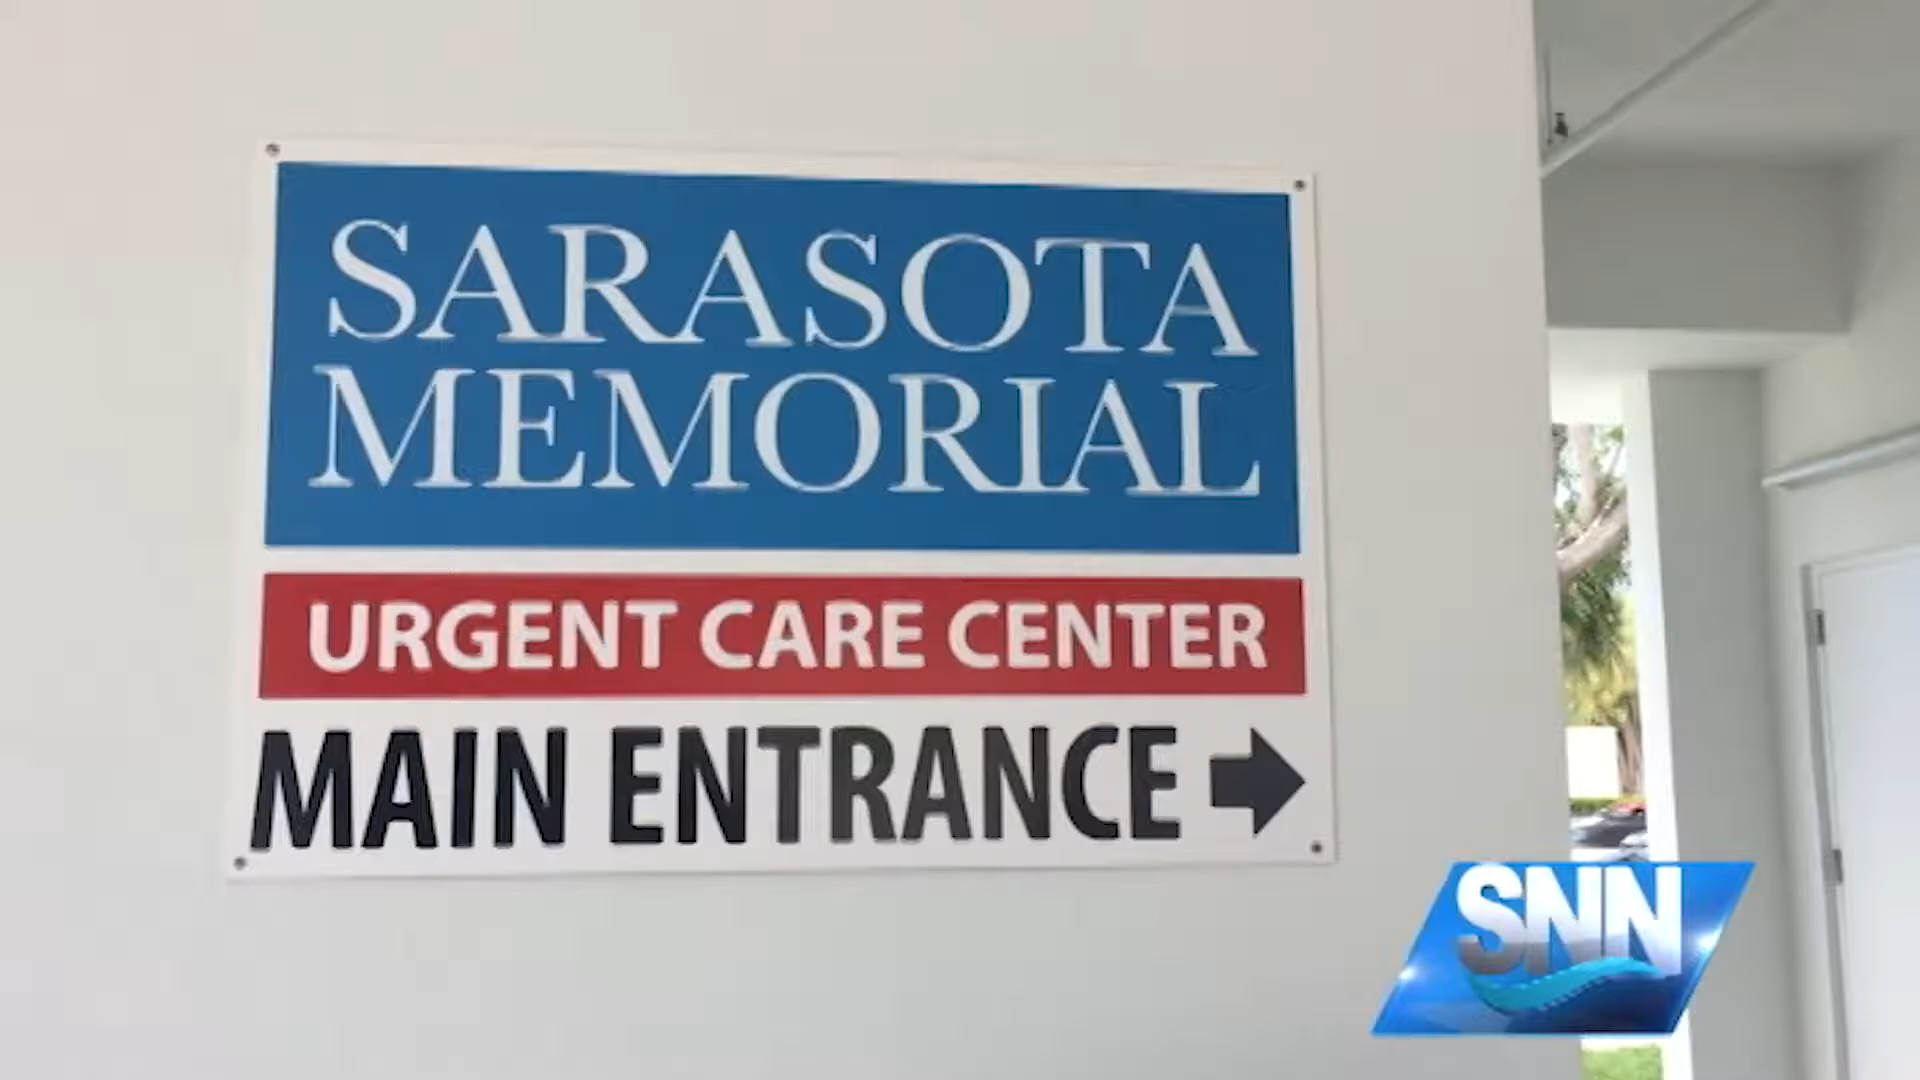 SARASOTA
MEMORIAL
URGENT CARE CENTER
MAIN ENTRANCE
SNN